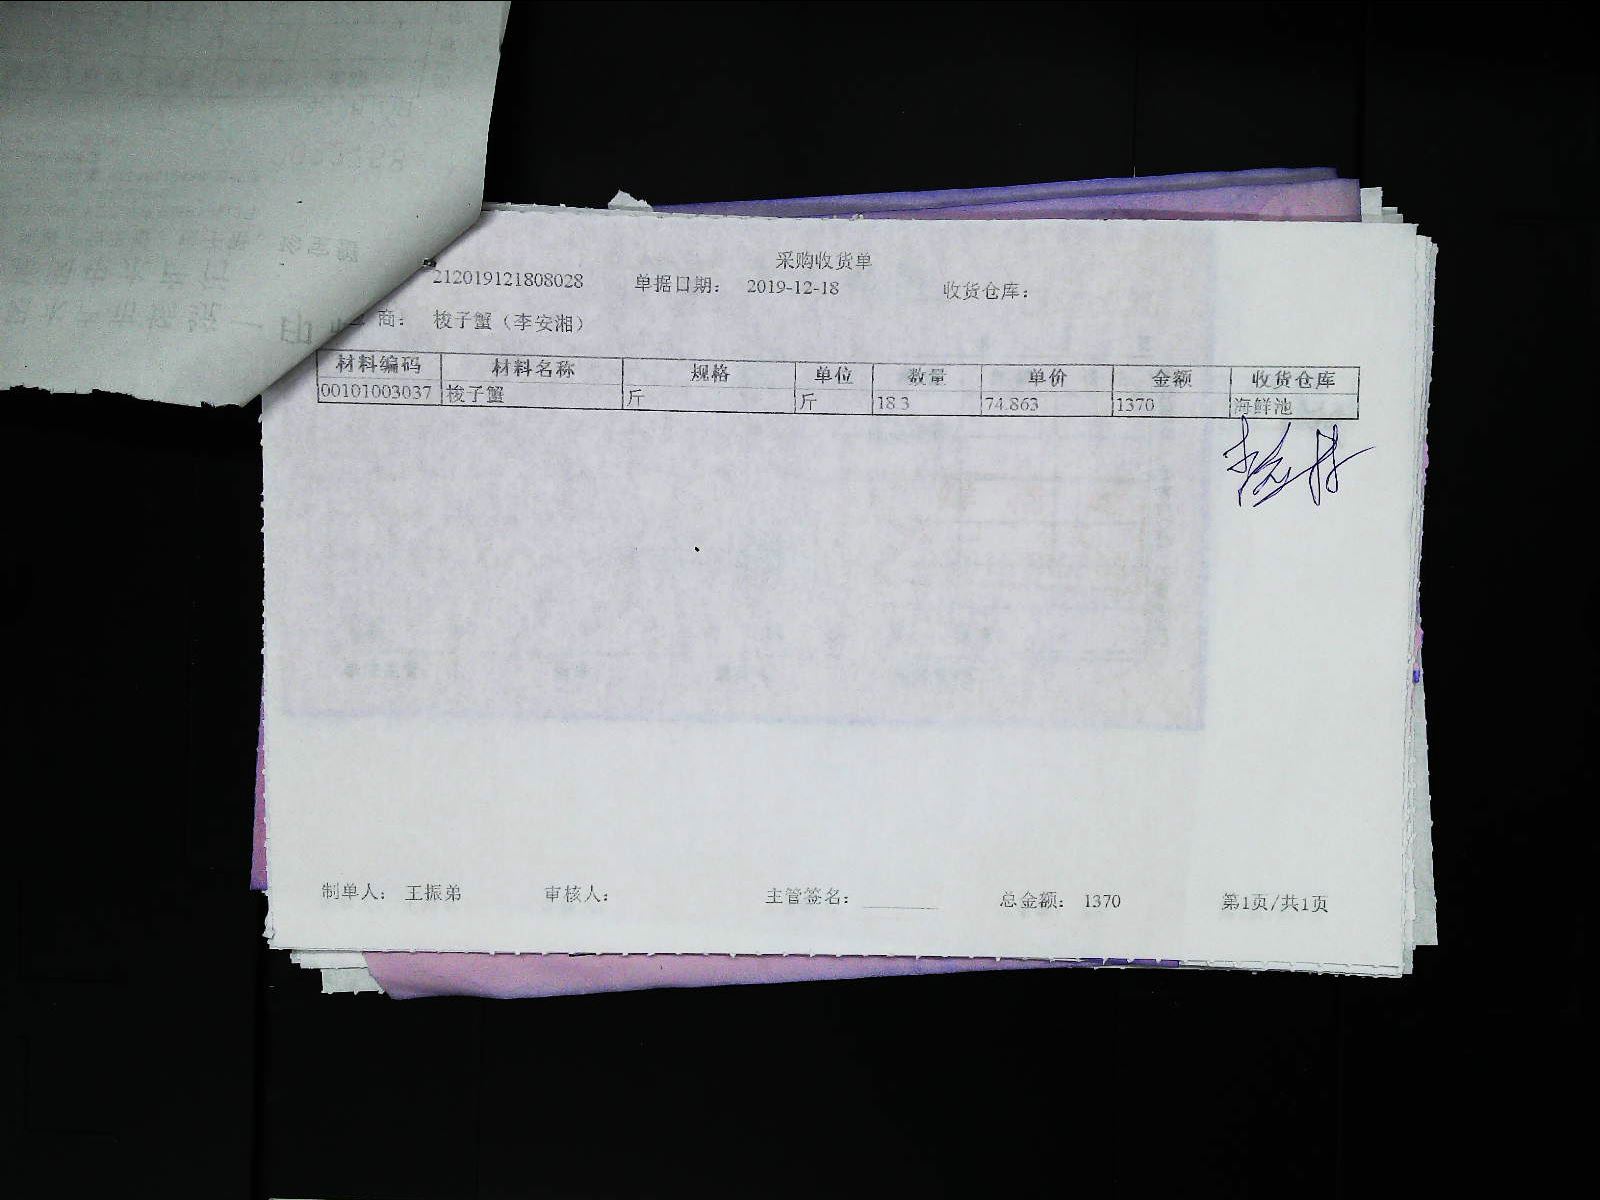 采购收货单
212019121808028 单据日期： 2019-12-18 收货仓库：
商： 梭子蟹（李安湘）
材料编码 材料名称 规格 单位 数量 单价 金额 收货仓库
00101003037 梭子蟹 斤 斤 18.3 74.863 1370 海鲜池
制单人： 王振弟 审核人： 主管签名： 总金额： 1370 第1页/共1页